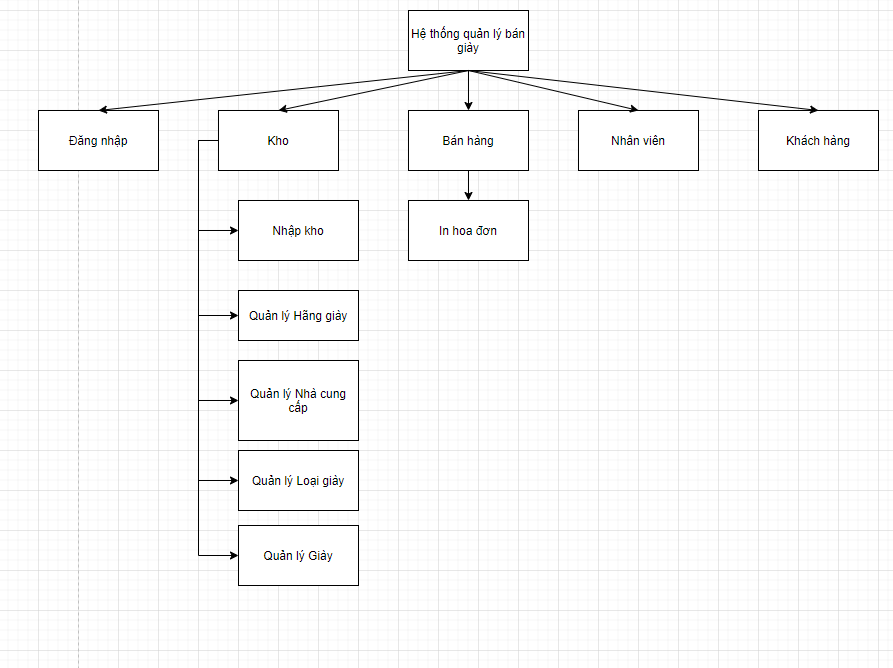 Hệ thống quản lý bán
giày
Đăng nhập
Kho
Bán hàng
Nhân viên
Khách hàng
Nhập kho
In hoa đơn
Quản lý Hãng giày
Quản lý Nhà cung
cấp
Quản lý Loại giày
Quản lý Giày